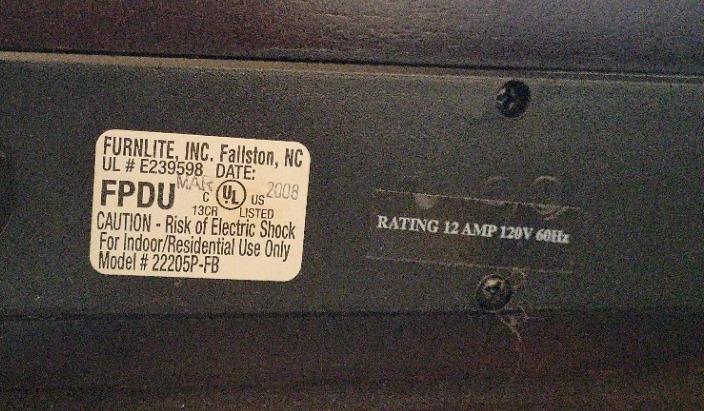 FURNLITE, INC. Fallston, NC
UL # E239598 DATE:
MAR 2008
FPDU C UL US
13CR LISTED
CAUTION - Risk of Electric Shock
For Indoor/Residential Use Only
Model # 22205P-FB
RATING 12 AMP 120V 60Hz